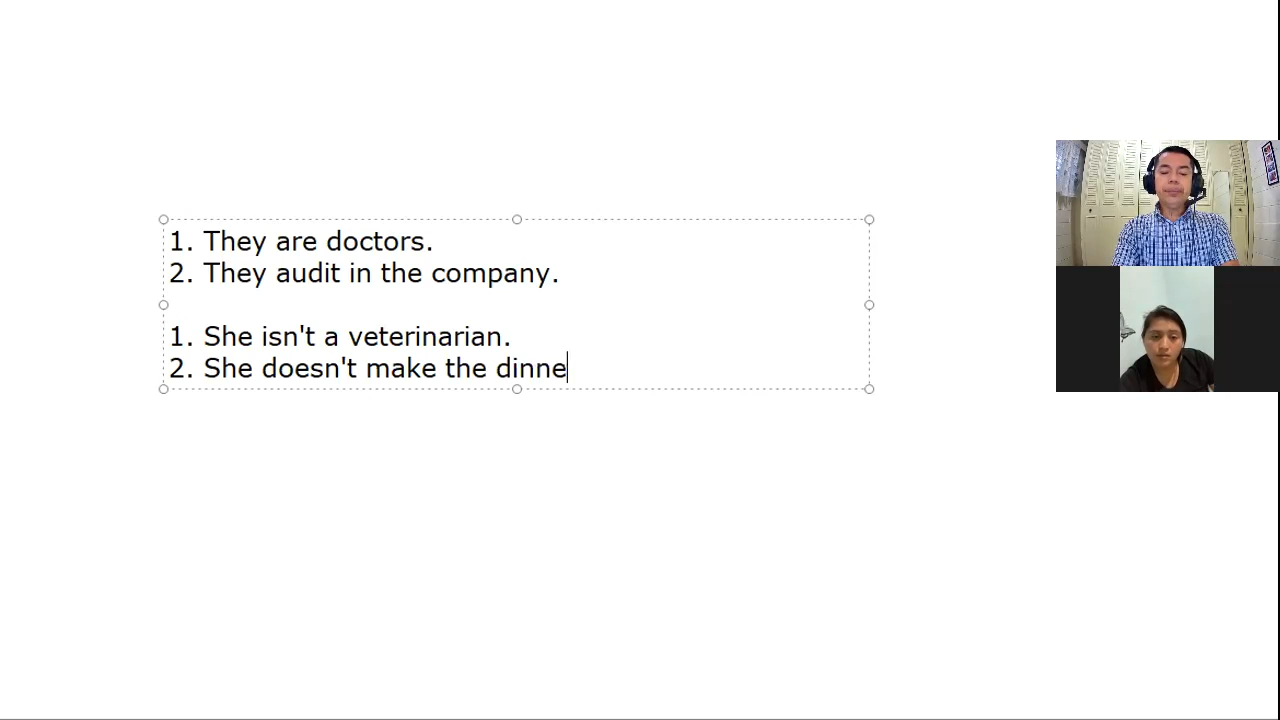 1. They are doctors.
2. They audit in the company.
1. She isn't a veterinarian.
2. She doesn't make the dinne